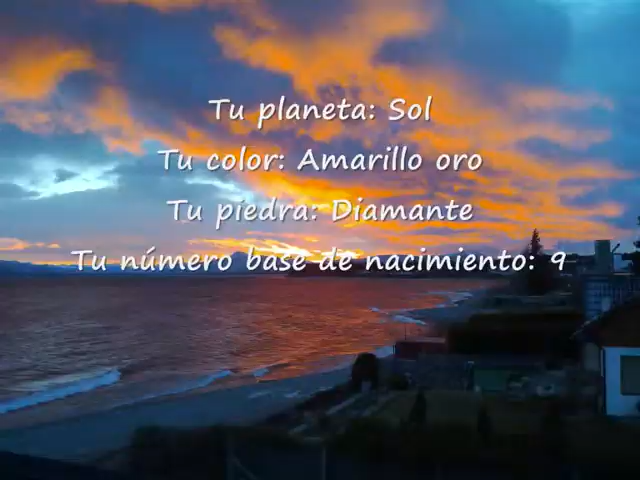 Tu planeta: Sol
Tu color: Amarillo oro
Tu piedra: Diamante
Tu número base de nacimiento: 9